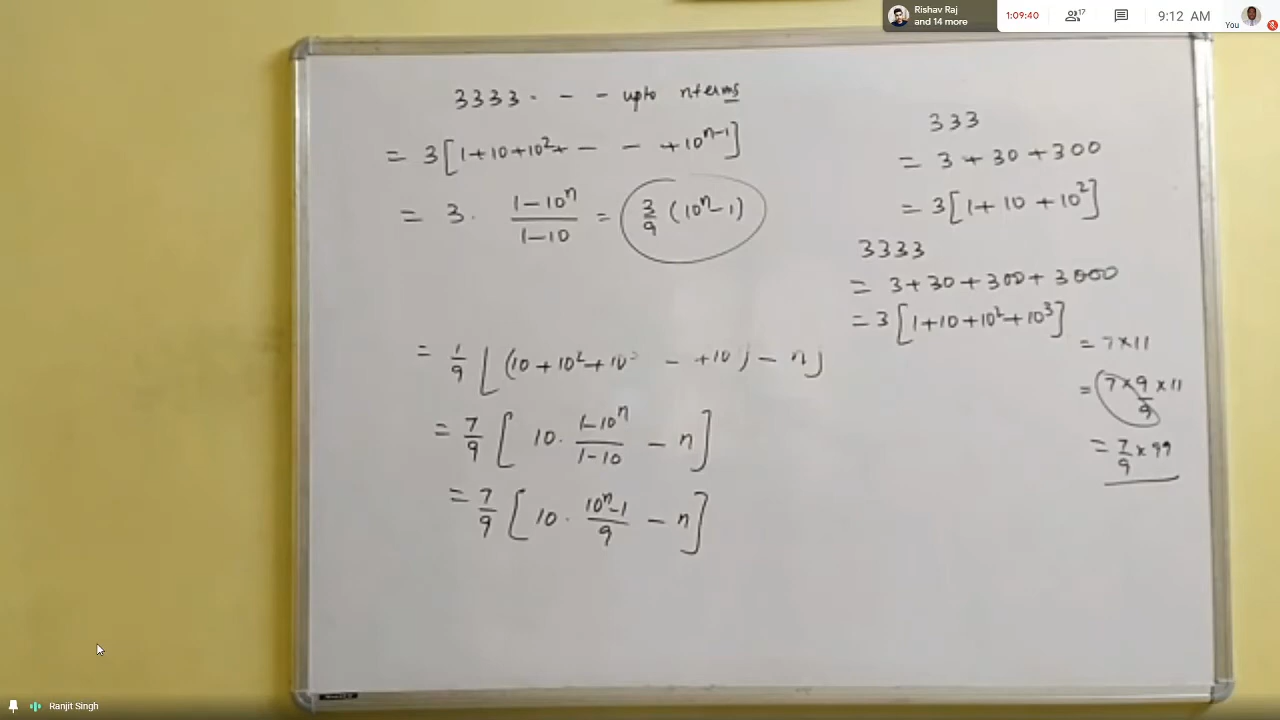 Rishav Raj
and 14 more
1:09:40
17
9:12 AM
You
3333 - - - upto n terms
= 3[1+10+10²+ - - +10ⁿ⁻¹]
= 3 . (1-10ⁿ)/(1-10) = 3/9 (10ⁿ-1)
= 1/9 [(10+10²+10 - +10 ) - n]
= 7/9 [10 . (1-10ⁿ)/(1-10) - n]
= 7/9 [10 . (10ⁿ-1)/9 - n]
333
= 3+30+300
= 3[1+10+10²]
3333
= 3+30+300+3000
= 3[1+10+10²+10³]
= 7×11
= 7×9/9×11
= 7/9×99
Ranjit Singh